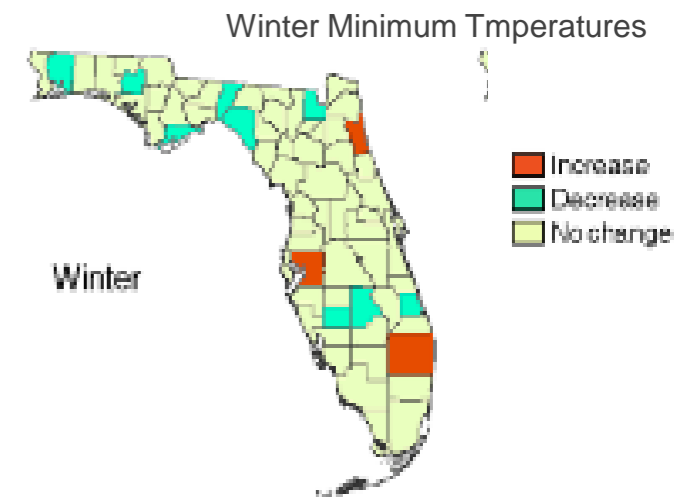 Winter Minimum Tmperatures
Increase
Decrease
No change
Winter